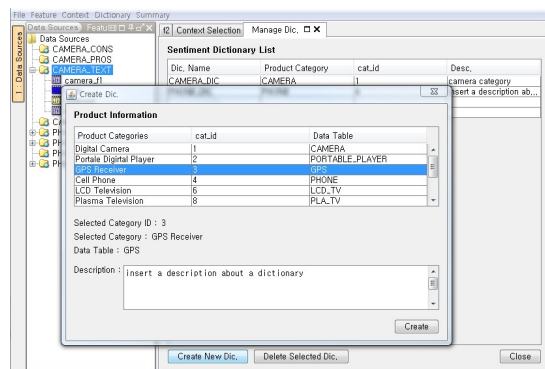 File Feature Context Dictionary Summary
Data Sources
f2 Context Selection Manage Dic.
1 : Data Sources
Data Sources
CAMERA_CONS
CAMERA_PROS
CAMERA_TEXT
camera_f1
Sentiment Dictionary List
Dic. Name Product Category cat_id Desc.
CAMERA_DIC CAMERA 1 camera category
insert a description ab...
Create Dic.
Product Information
Product Categories cat_id Data Table
Digital Camera 1 CAMERA
Portale Digirtal Player 2 PORTABLE_PLAYER
GPS Receiver 3 GPS
Cell Phone 4 PHONE
LCD Television 6 LCD_TV
Plasma Television 8 PLA_TV
Selected Category ID : 3
Selected Category : GPS Receiver
Data Table : GPS
Description : insert a description about a dictionary
Create
Create New Dic. Delete Selected Dic. Close